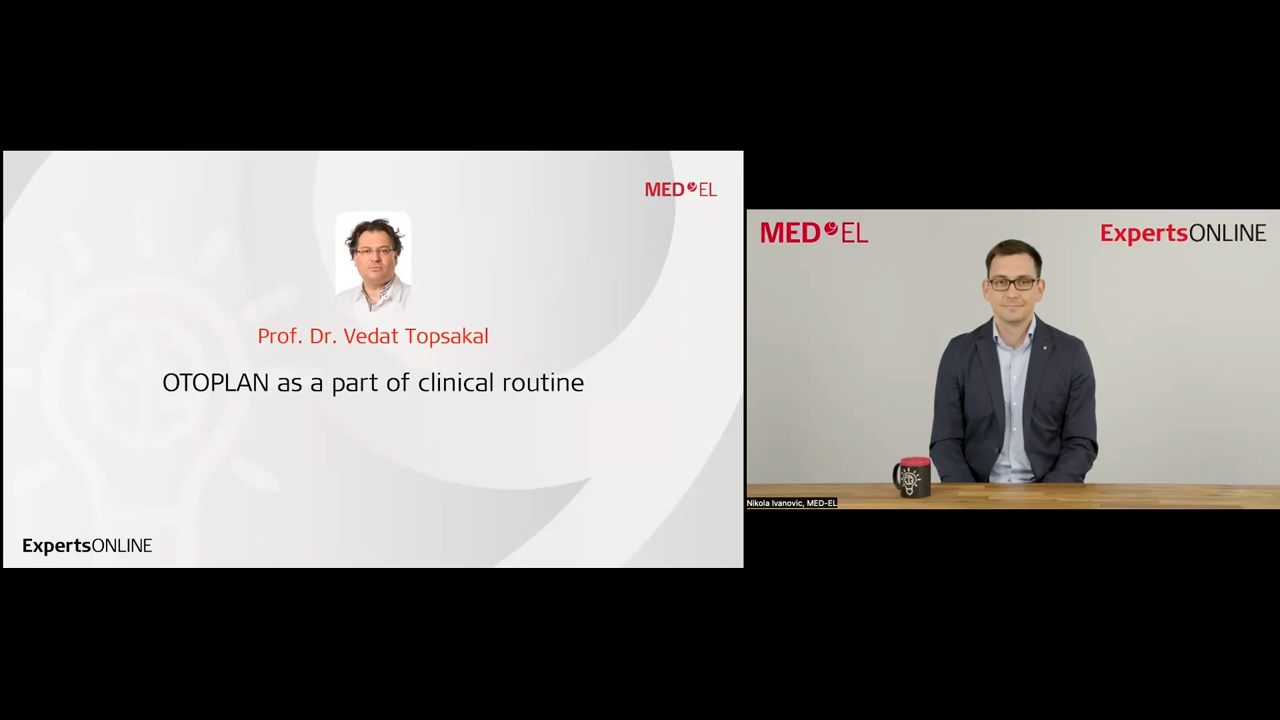 MED EL
Prof. Dr. Vedat Topsakal
OTOPLAN as a part of clinical routine
ExpertsONLINE
MED EL
ExpertsONLINE
Nikola Ivanovic, MED-EL